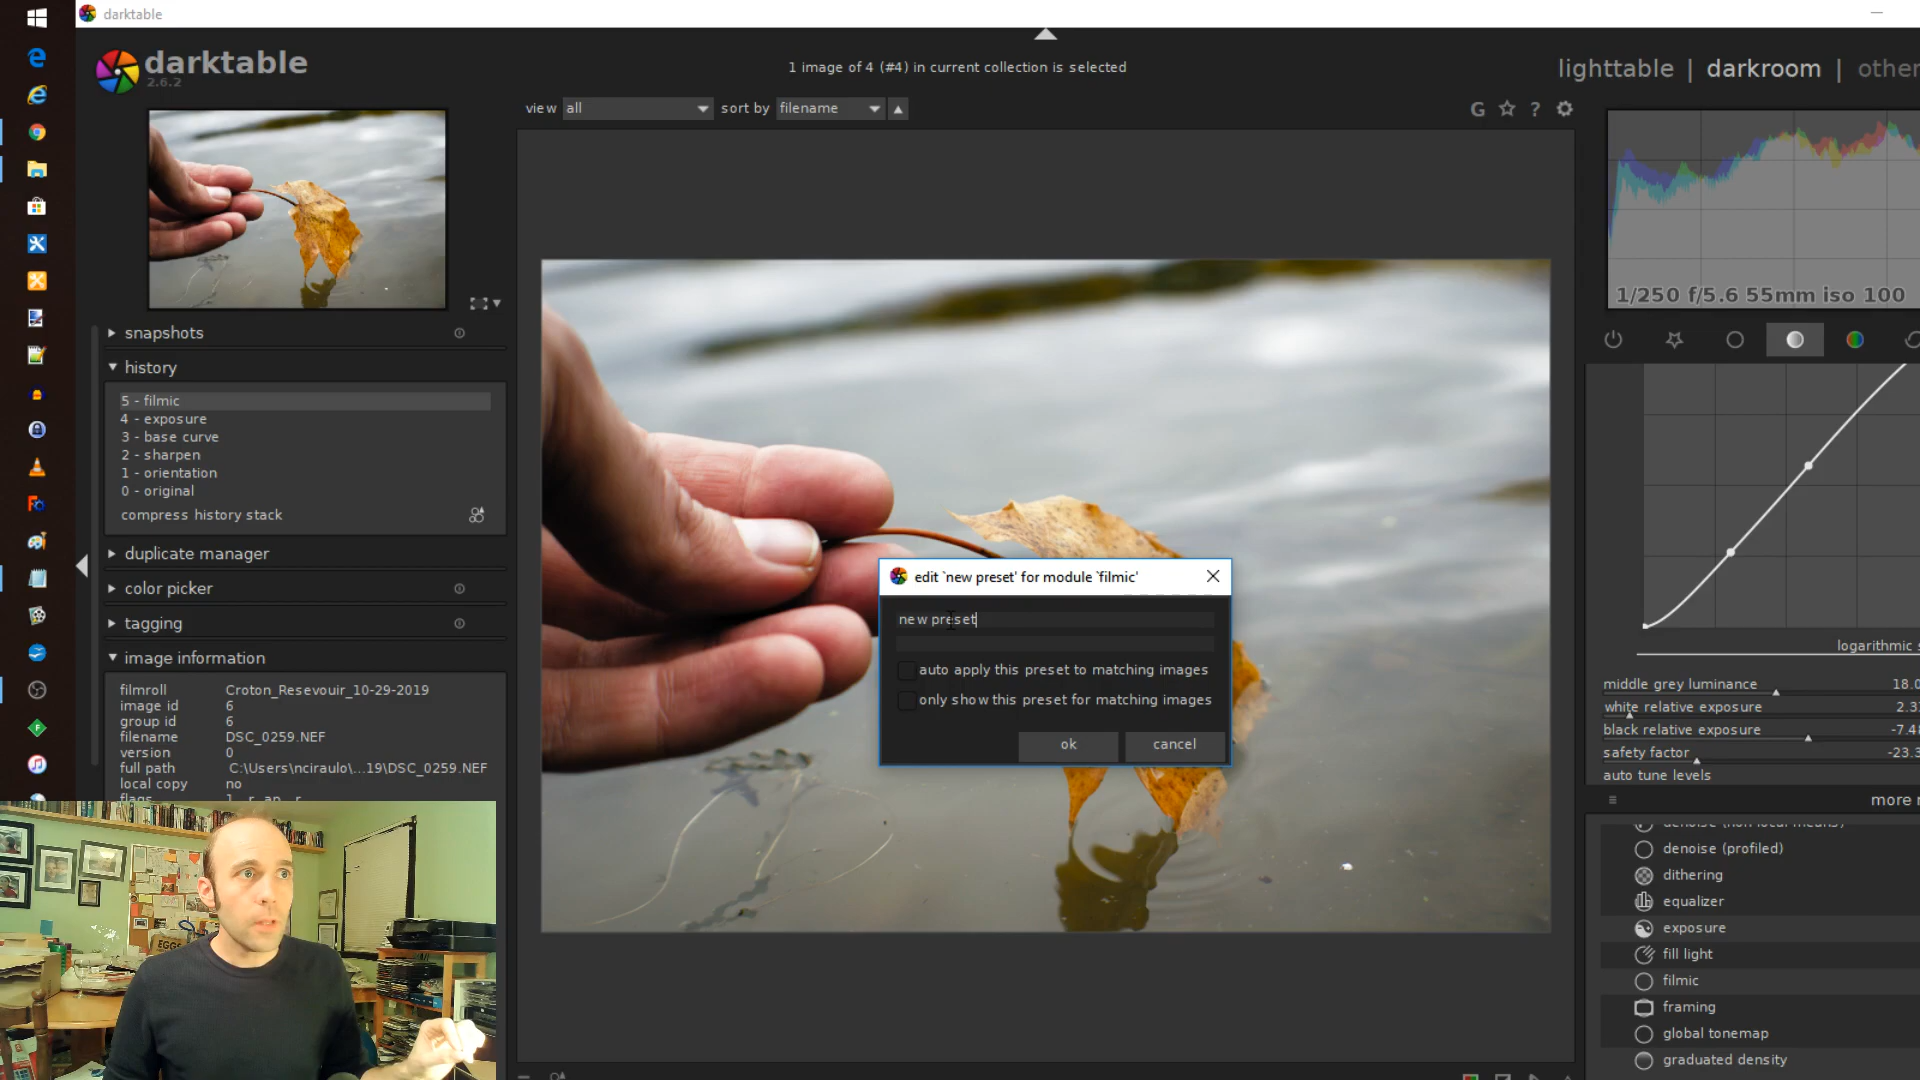 darktable
darktable
2.6.2
1 image of 4 (#4) in current collection is selected
lighttable | darkroom | other
view all sort by filename
G ?
1/250 f/5.6 55mm iso 100
snapshots
history
5 - filmic
4 - exposure
3 - base curve
2 - sharpen
1 - orientation
0 - original
compress history stack
duplicate manager
color picker
tagging
image information
filmroll Croton_Resevouir_10-29-2019
image id 6
group id 6
filename DSC_0259.NEF
version 0
full path C:\Users\nciraulo\...19\DSC_0259.NEF
local copy no
edit `new preset' for module `filmic'
new preset
auto apply this preset to matching images
only show this preset for matching images
ok cancel
logarithmic s
middle grey luminance 18.0
white relative exposure 2.3
black relative exposure -7.4
safety factor -23.3
auto tune levels
more
denoise (profiled)
dithering
equalizer
exposure
fill light
filmic
framing
global tonemap
graduated density
EGGS